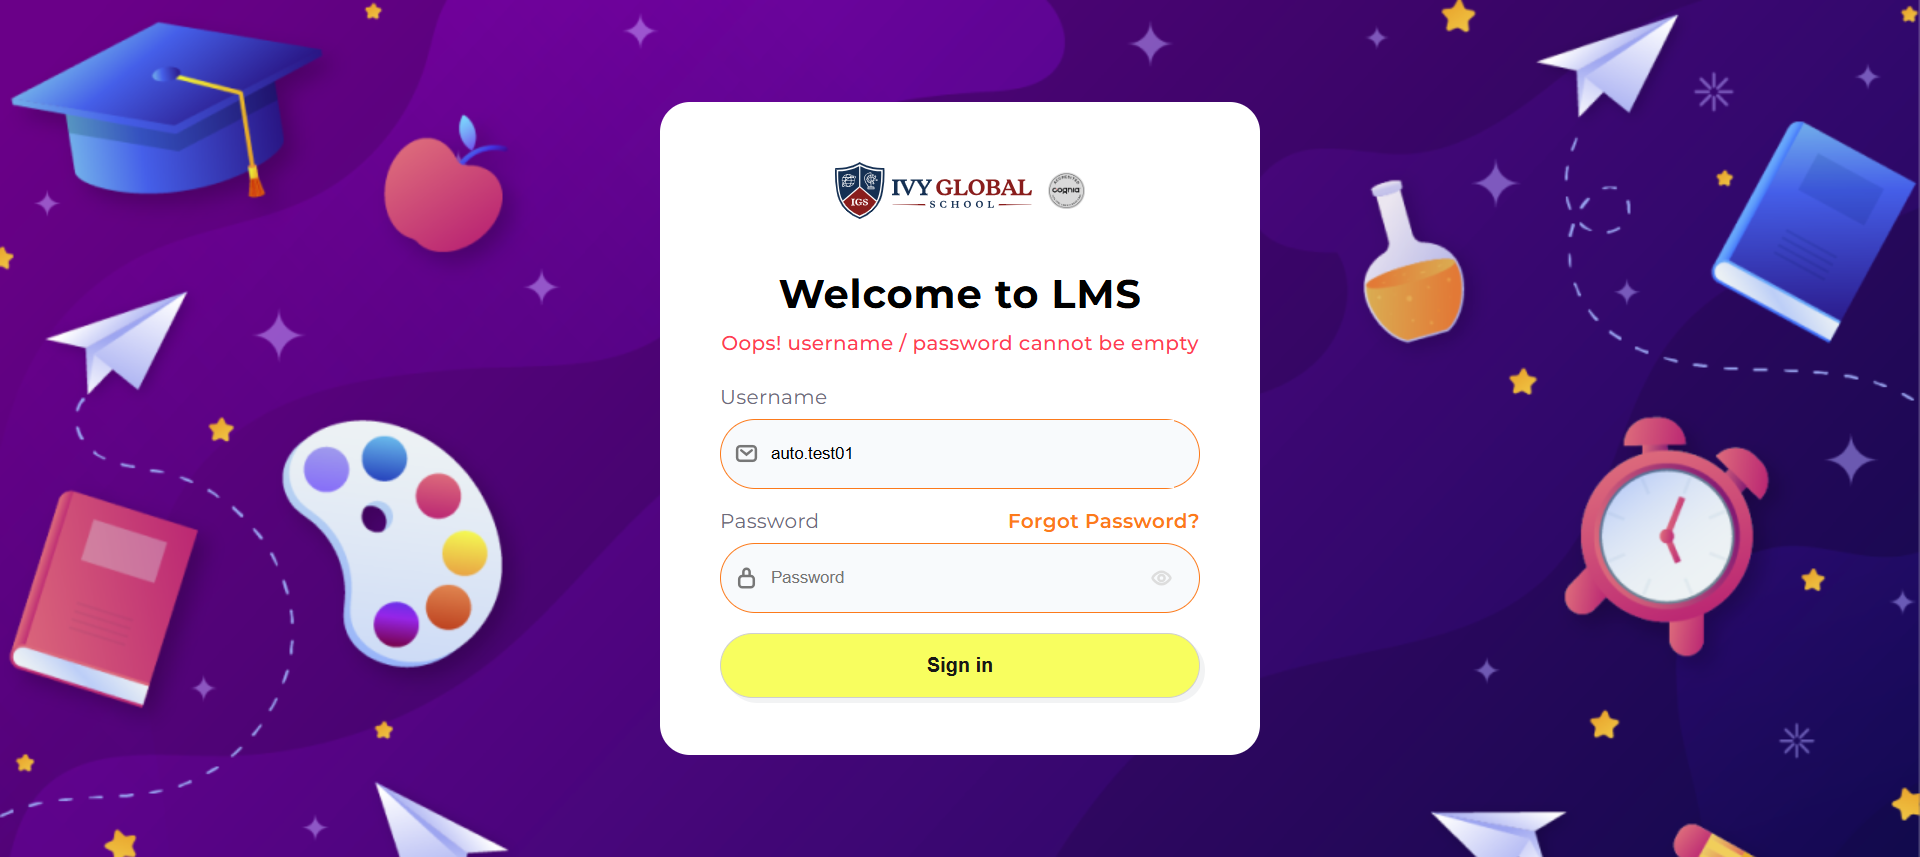 IGS
IVY GLOBAL
SCHOOL
ACCREDITED
cognia
Welcome to LMS
Oops! username / password cannot be empty
Username
auto.test01
Password
Forgot Password?
Password
Sign in